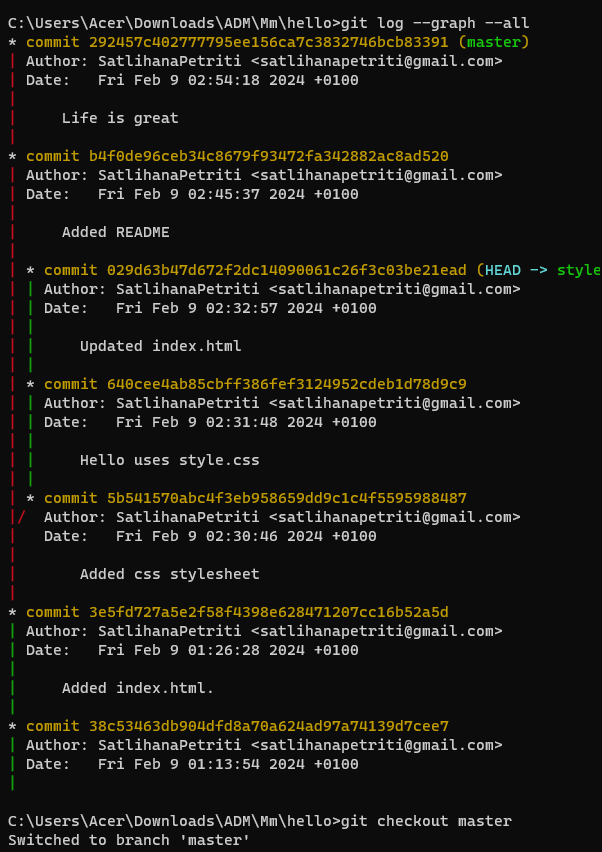 C:\Users\Acer\Downloads\ADM\Mm\hello>git log --graph --all
* commit 292457c402777795ee156ca7c3832746bcb83391 (master)
| Author: SatlihanaPetriti <satlihanapetriti@gmail.com>
| Date:   Fri Feb 9 02:54:18 2024 +0100
|
|     Life is great
|
* commit b4f0de96ceb34c8679f93472fa342882ac8ad520
| Author: SatlihanaPetriti <satlihanapetriti@gmail.com>
| Date:   Fri Feb 9 02:45:37 2024 +0100
|
|     Added README
|
| * commit 029d63b47d672f2dc14090061c26f3c03be21ead (HEAD -> style
| | Author: SatlihanaPetriti <satlihanapetriti@gmail.com>
| | Date:   Fri Feb 9 02:32:57 2024 +0100
| |
| |     Updated index.html
| |
| * commit 640cee4ab85cbff386fef3124952cdeb1d78d9c9
| | Author: SatlihanaPetriti <satlihanapetriti@gmail.com>
| | Date:   Fri Feb 9 02:31:48 2024 +0100
| |
| |     Hello uses style.css
| |
| * commit 5b541570abc4f3eb958659dd9c1c4f5595988487
|/  Author: SatlihanaPetriti <satlihanapetriti@gmail.com>
|   Date:   Fri Feb 9 02:30:46 2024 +0100
|
|       Added css stylesheet
|
* commit 3e5fd727a5e2f58f4398e628471207cc16b52a5d
| Author: SatlihanaPetriti <satlihanapetriti@gmail.com>
| Date:   Fri Feb 9 01:26:28 2024 +0100
|
|     Added index.html.
|
* commit 38c53463db904dfd8a70a624ad97a74139d7cee7
| Author: SatlihanaPetriti <satlihanapetriti@gmail.com>
| Date:   Fri Feb 9 01:13:54 2024 +0100
|
C:\Users\Acer\Downloads\ADM\Mm\hello>git checkout master
Switched to branch 'master'